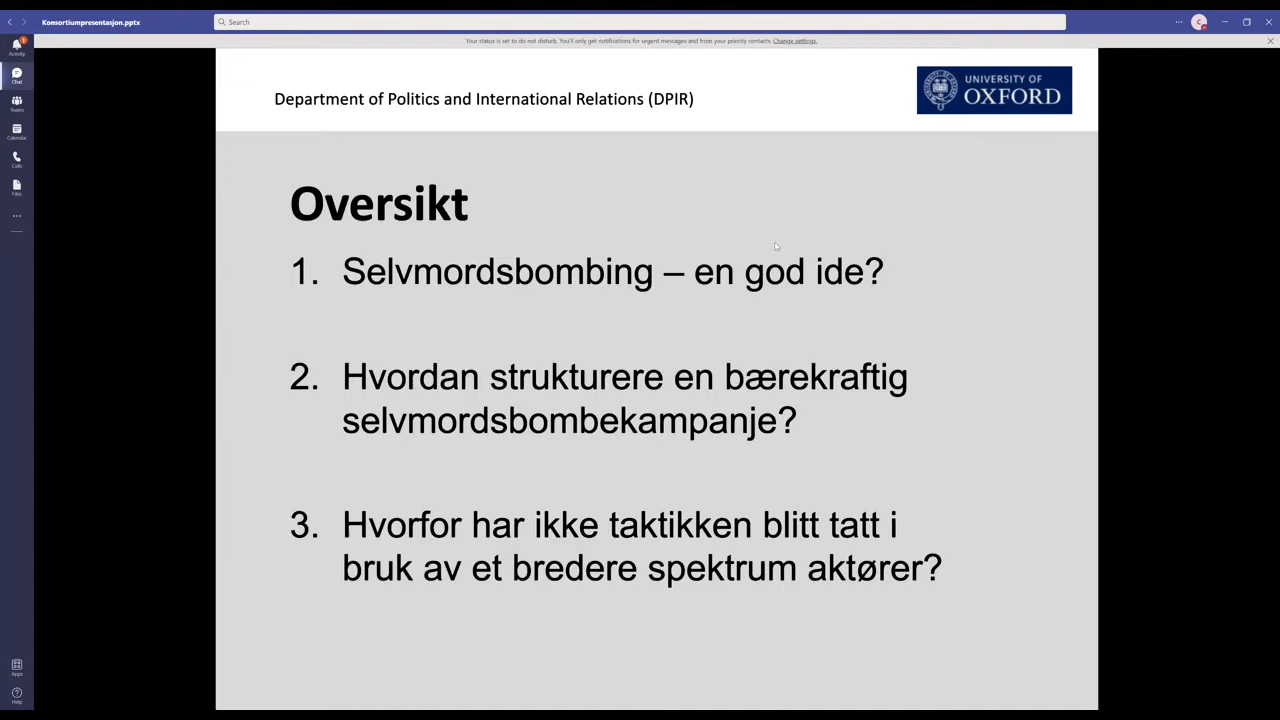 Konsortiumpresentasjon.pptx
Search
C
Your status is set to do not disturb. You'll only get notifications for urgent messages and from your priority contacts. Change settings.
1
Activity
Chat
Teams
Calendar
Calls
Files
Department of Politics and International Relations (DPIR)
UNIVERSITY OF
OXFORD
Oversikt
1. Selvmordsbombing – en god ide?
2. Hvordan strukturere en bærekraftig
selvmordsbombekampanje?
3. Hvorfor har ikke taktikken blitt tatt i
bruk av et bredere spektrum aktører?
Apps
Help